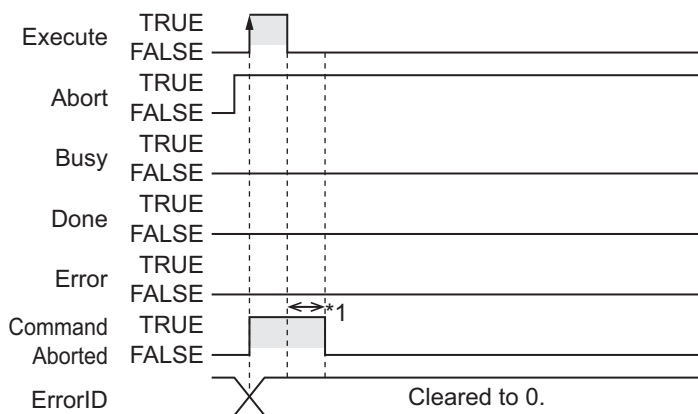 Execute TRUE
FALSE
Abort TRUE
FALSE
Busy TRUE
FALSE
Done TRUE
FALSE
Error TRUE
FALSE
*1
Command TRUE
Aborted FALSE
ErrorID Cleared to 0.